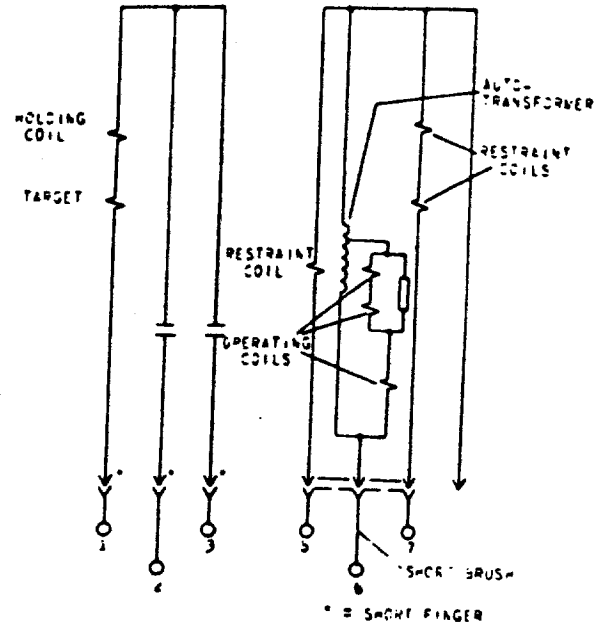 HOLDING
COIL
TARGET
AUTO-
TRANSFORMER
RESTRAINT
COILS
RESTRAINT
COIL
OPERATING
COILS
* * *
1 3 5 7
SHORT BRUSH
* = SHORT FINGER